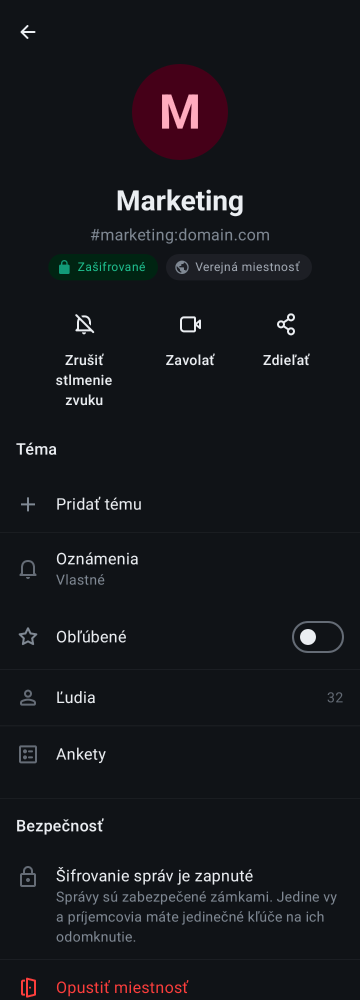 M
Marketing
#marketing:domain.com
Zašifrované
Verejná miestnosť
Zrušiť
stlmenie
zvuku
Zavolať
Zdieľať
Téma
Pridať tému
Oznámenia
Vlastné
Obľúbené
Ľudia
32
Ankety
Bezpečnosť
Šifrovanie správ je zapnuté
Správy sú zabezpečené zámkami. Jedine vy
a príjemcovia máte jedinečné kľúče na ich
odomknutie.
Opustiť miestnosť